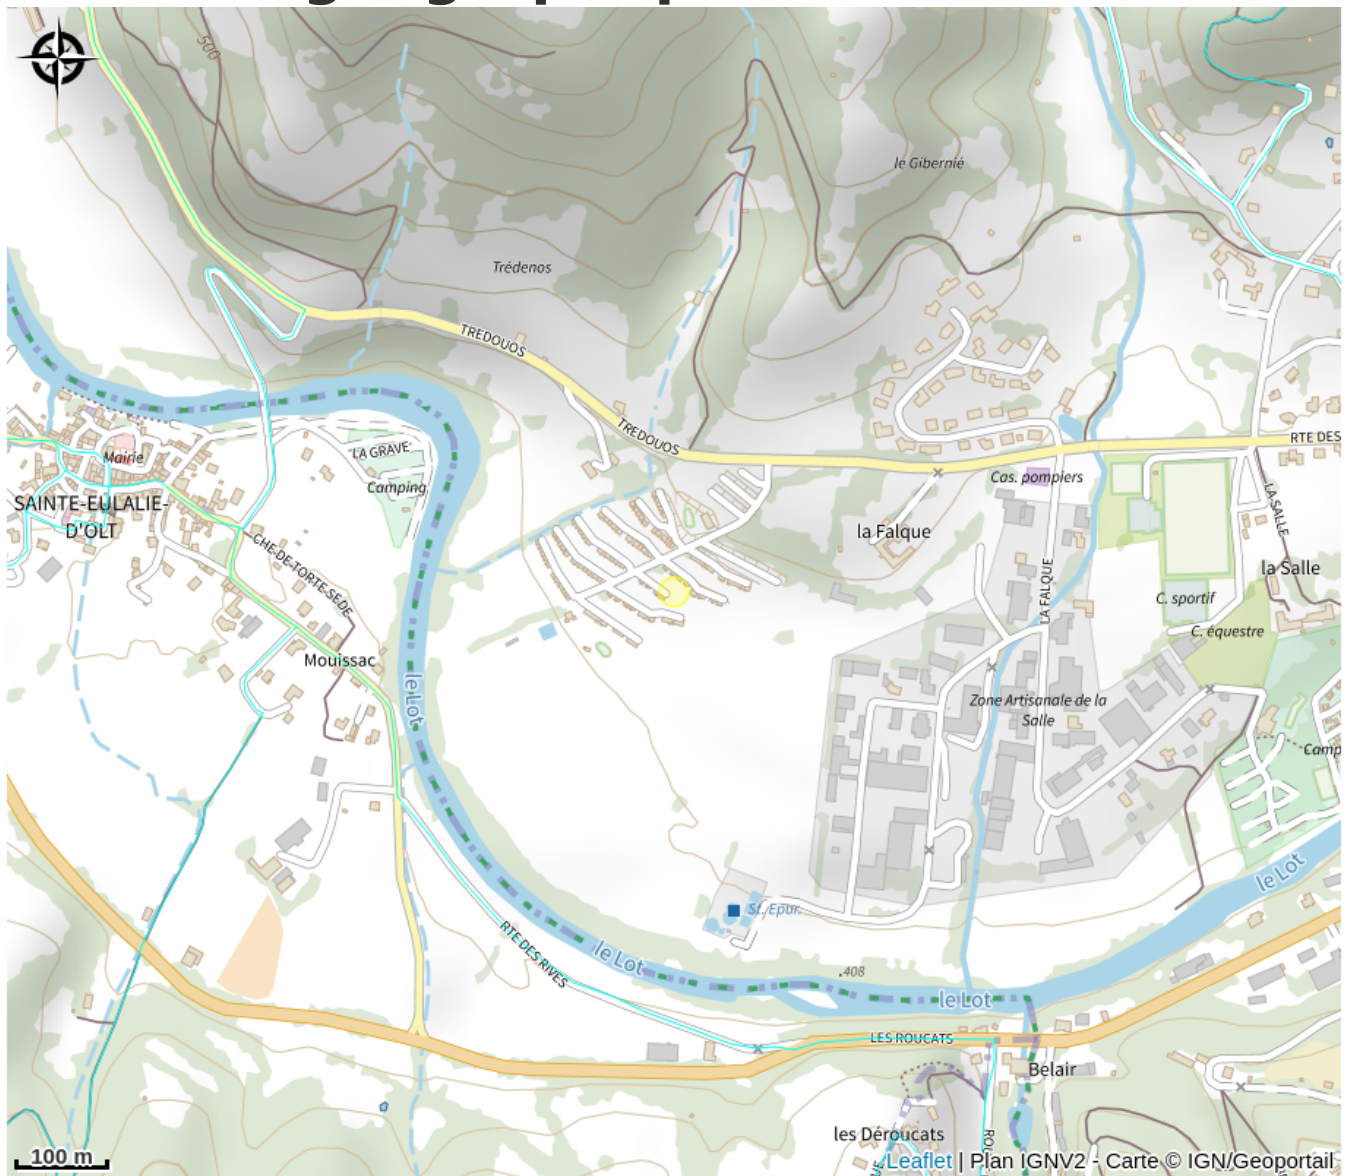 500
le Gibernié
Trédenos
TREDOUOS
TREDOUOS
RTE DES
LA GRAVE
Mairie
Camping
Cas. pompiers
SAINTE-EULALIE-
D'OLT
la Falque
LA SALLE
CHE-DE-TORTE-SEDE
LA FALQUE
la Salle
C. sportif
C. équestre
Mouissac
le Lot
Zone Artisanale de la
Salle
Camp
le Lot
St. Epur.
RTE DES RIVES
le Lot
408
le Lot
LES ROUCATS
Belair
les Déroucats
ROU
100 m
Leaflet | Plan IGNV2 - Carte © IGN/Geoportail